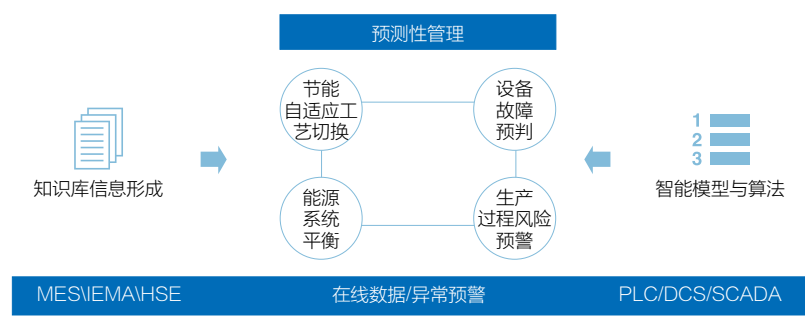 预测性管理
节能
自适应工
艺切换
设备
故障
预判
1
2
3
知识库信息形成
智能模型与算法
能源
系统
平衡
生产
过程风险
预警
MES\IEMA\HSE
在线数据/异常预警
PLC/DCS/SCADA